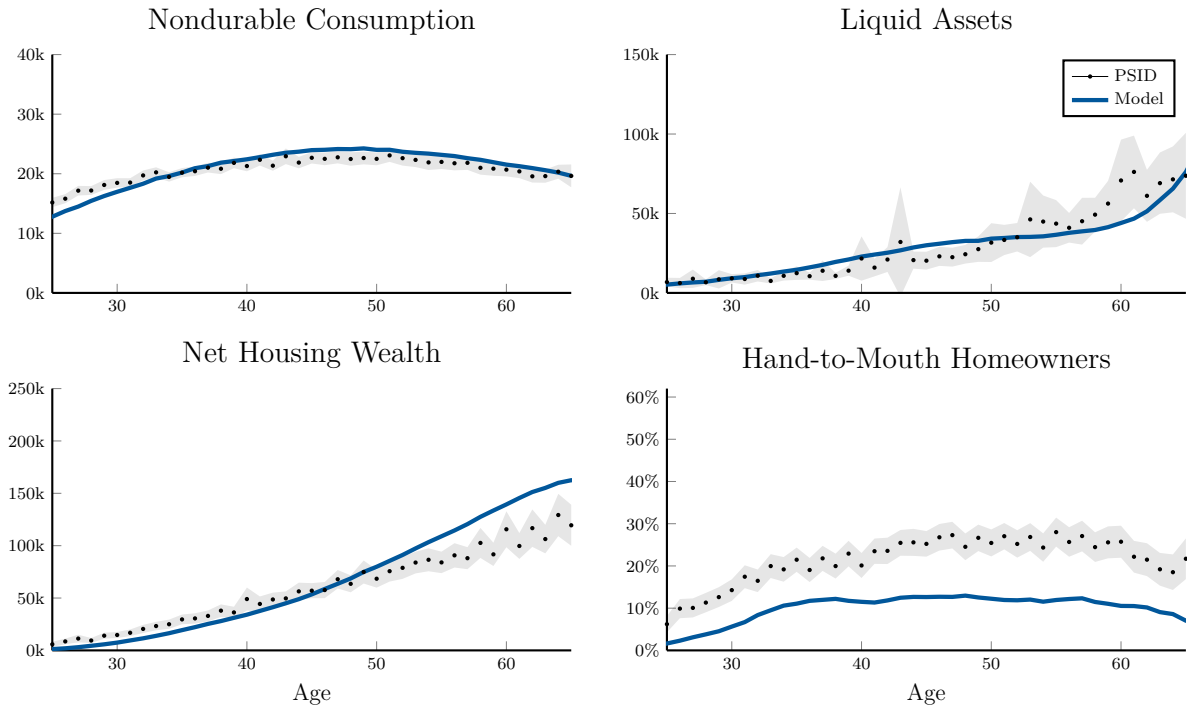 Nondurable Consumption
40k
30k
20k
10k
0k
30
40
50
60
Liquid Assets
150k
100k
50k
0k
30
40
50
60
PSID
Model
Net Housing Wealth
250k
200k
150k
100k
50k
0k
30
40
50
60
Age
Hand-to-Mouth Homeowners
60%
50%
40%
30%
20%
10%
0%
30
40
50
60
Age